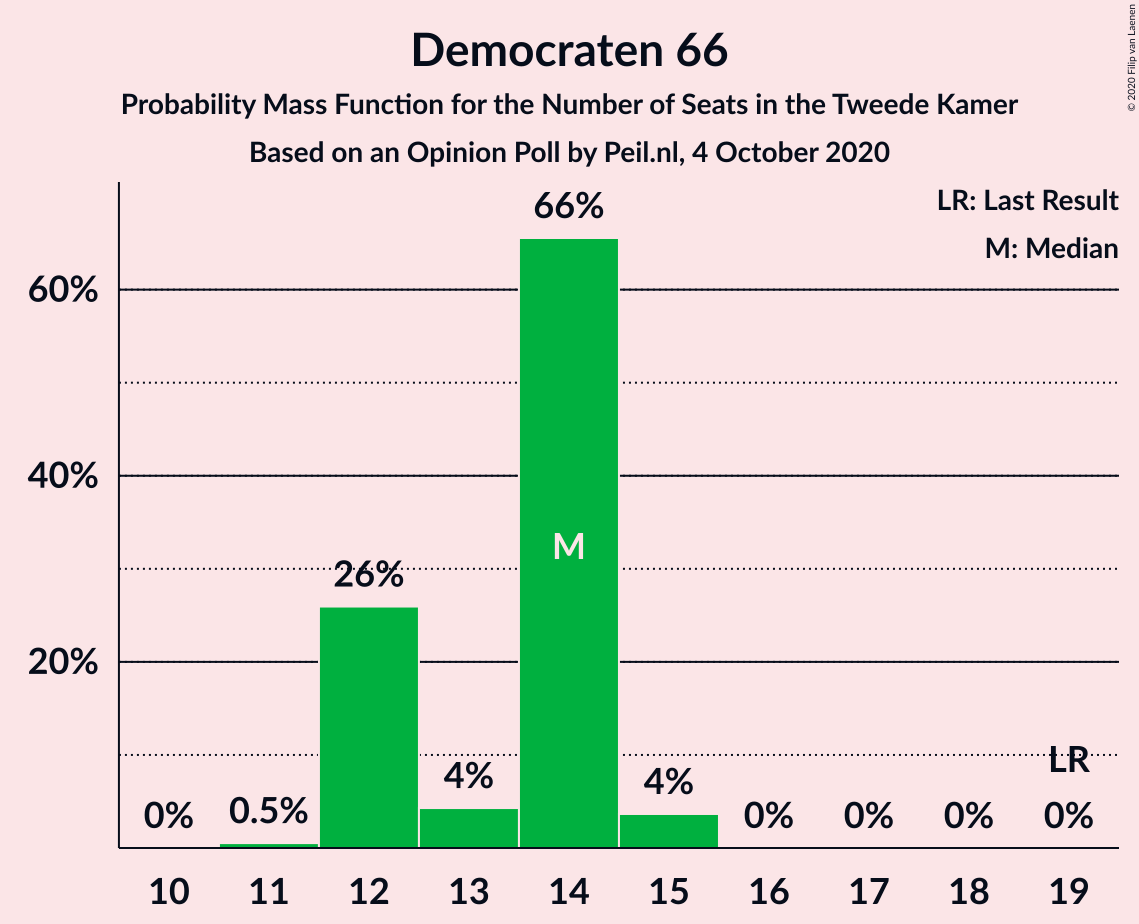 Democraten 66
Probability Mass Function for the Number of Seats in the Tweede Kamer
Based on an Opinion Poll by Peil.nl, 4 October 2020
© 2020 Filip van Laenen
LR: Last Result
M: Median
60%
40%
20%
0%
0.5%
26%
4%
66%
M
4%
0%
0%
0%
LR
0%
10 11 12 13 14 15 16 17 18 19